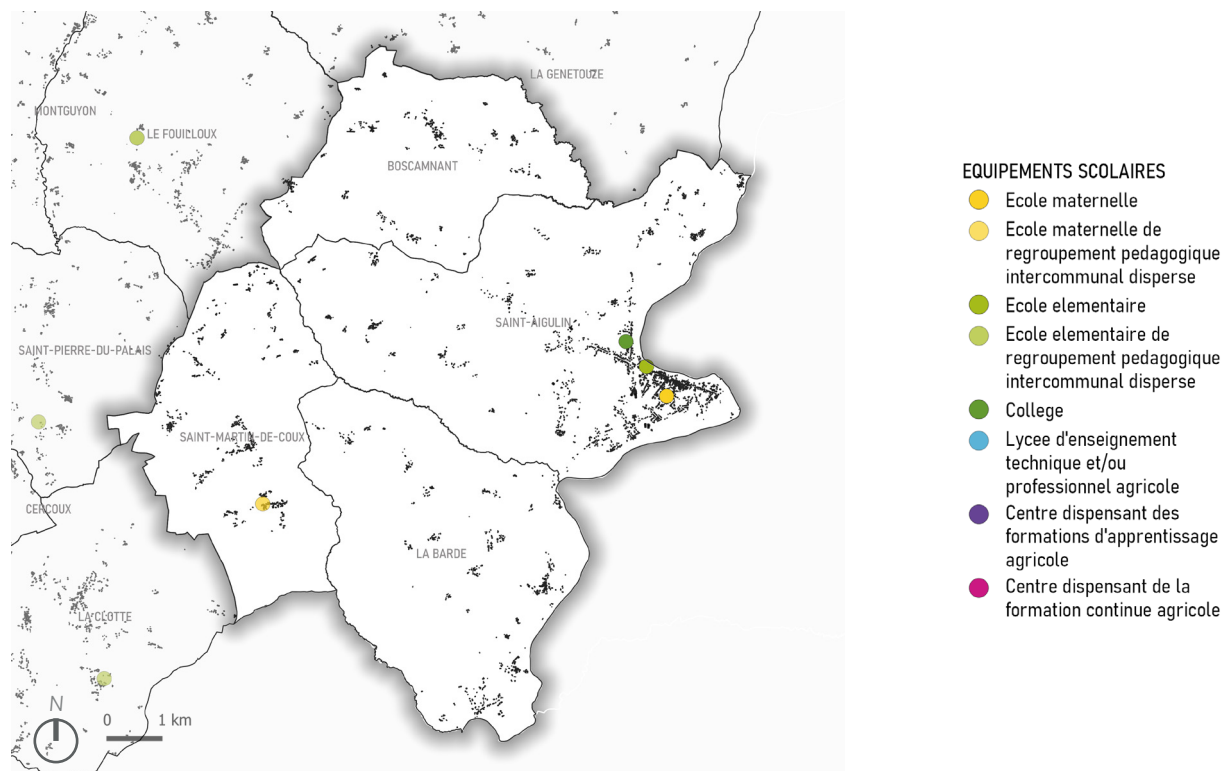 LA GENETOUZE
MONTGUYON
LE FOUILLOUX
BOSCAMNANT
SAINT-AIGULIN
SAINT-PIERRE-DU-PALAIS
SAINT-MARTIN-DE-COUX
CERCOUX
LA BARDE
LA CLOTTE
N
0 1 km
EQUIPEMENTS SCOLAIRES
Ecole maternelle
Ecole maternelle de
regroupement pedagogique
intercommunal disperse
Ecole elementaire
Ecole elementaire de
regroupement pedagogique
intercommunal disperse
College
Lycee d'enseignement
technique et/ou
professionnel agricole
Centre dispensant des
formations d'apprentissage
agricole
Centre dispensant de la
formation continue agricole